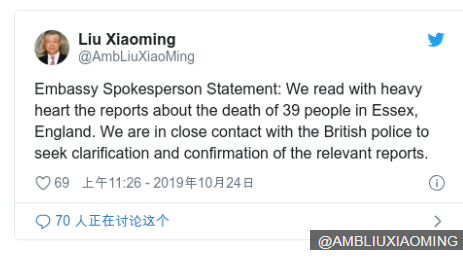 Liu Xiaoming
@AmbLiuXiaoMing
Embassy Spokesperson Statement: We read with heavy
heart the reports about the death of 39 people in Essex,
England. We are in close contact with the British police to
seek clarification and confirmation of the relevant reports.
69 上午11:26 - 2019年10月24日
70 人正在讨论这个
@AMBLIUXIAOMING